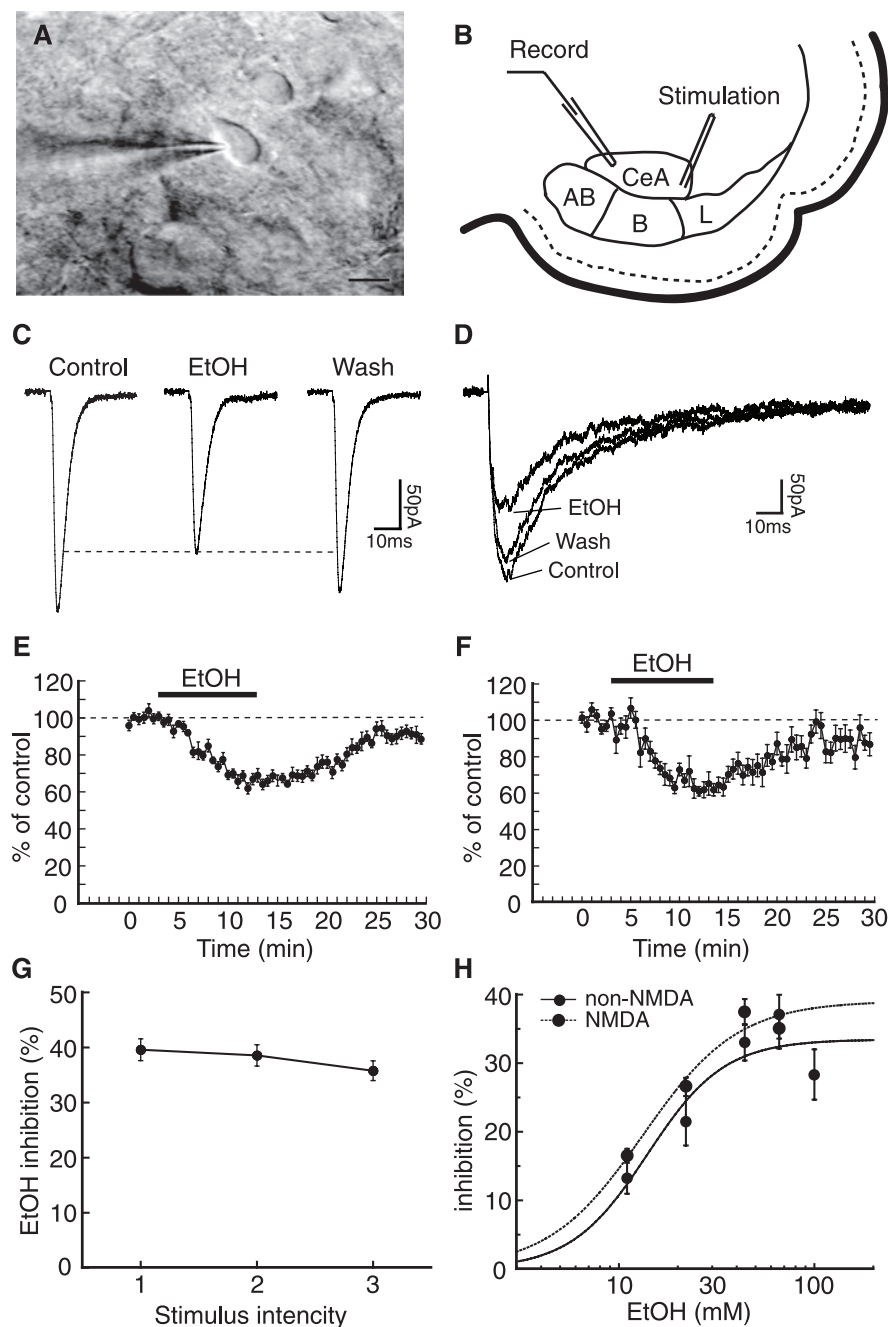 A
B
Record
Stimulation
CeA
AB
B
L
C
Control
EtOH
Wash
50pA
10ms
D
EtOH
Wash
Control
50pA
10ms
E
EtOH
120
100
80
60
40
20
0
% of control
0 5 10 15 20 25 30
Time (min)
F
EtOH
120
100
80
60
40
20
0
% of control
0 5 10 15 20 25 30
Time (min)
G
50
40
30
20
40
0
EtOH inhibition (%)
1 2 3
Stimulus intencity
H
non-NMDA
NMDA
40
30
20
10
0
inhibition (%)
10 30 100
EtOH (mM)